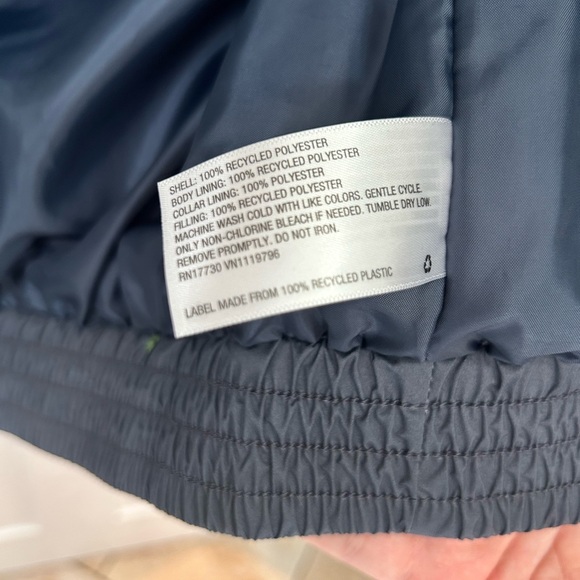 SHELL: 100% RECYCLED POLYESTER
BODY LINING: 100% RECYCLED POLYESTER
COLLAR LINING: 100% POLYESTER
FILLING: 100% RECYCLED POLYESTER
MACHINE WASH COLD WITH LIKE COLORS. GENTLE CYCLE.
ONLY NON-CHLORINE BLEACH IF NEEDED. TUMBLE DRY LOW.
REMOVE PROMPTLY. DO NOT IRON.
RN17730 VN1119796
LABEL MADE FROM 100% RECYCLED PLASTIC